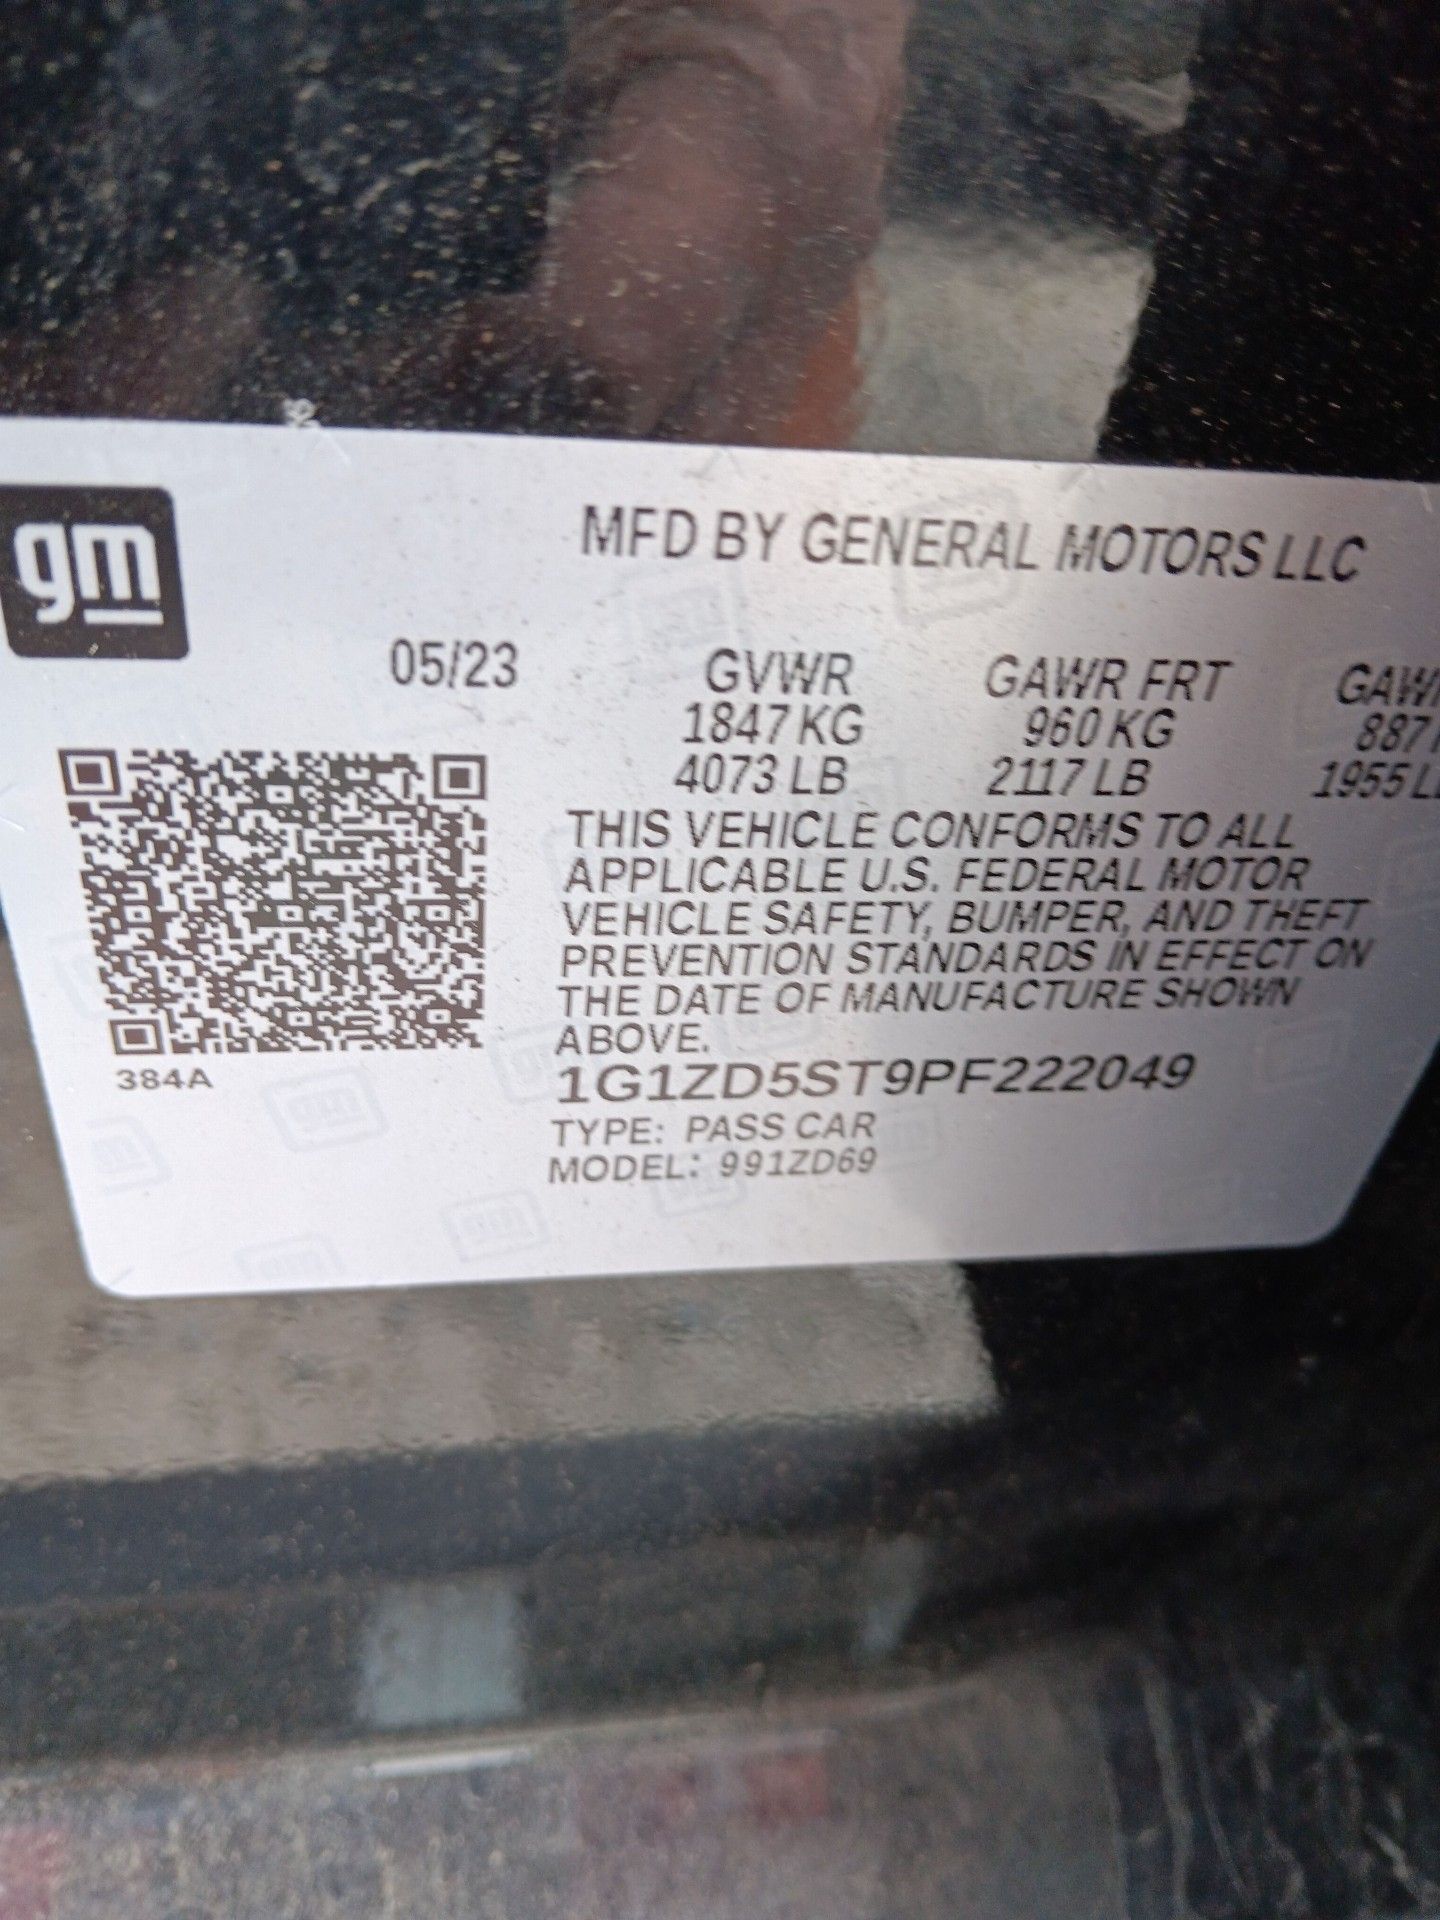 gm
MFD BY GENERAL MOTORS LLC
05/23
GVWR GAWR FRT
1847 KG 960 KG 887
4073 LB 2117 LB 1955
THIS VEHICLE CONFORMS TO ALL
APPLICABLE U.S. FEDERAL MOTOR
VEHICLE SAFETY, BUMPER, AND THEFT
PREVENTION STANDARDS IN EFFECT ON
THE DATE OF MANUFACTURE SHOWN
ABOVE.
384A
1G1ZD5ST9PF222049
TYPE: PASS CAR
MODEL: 991ZD69